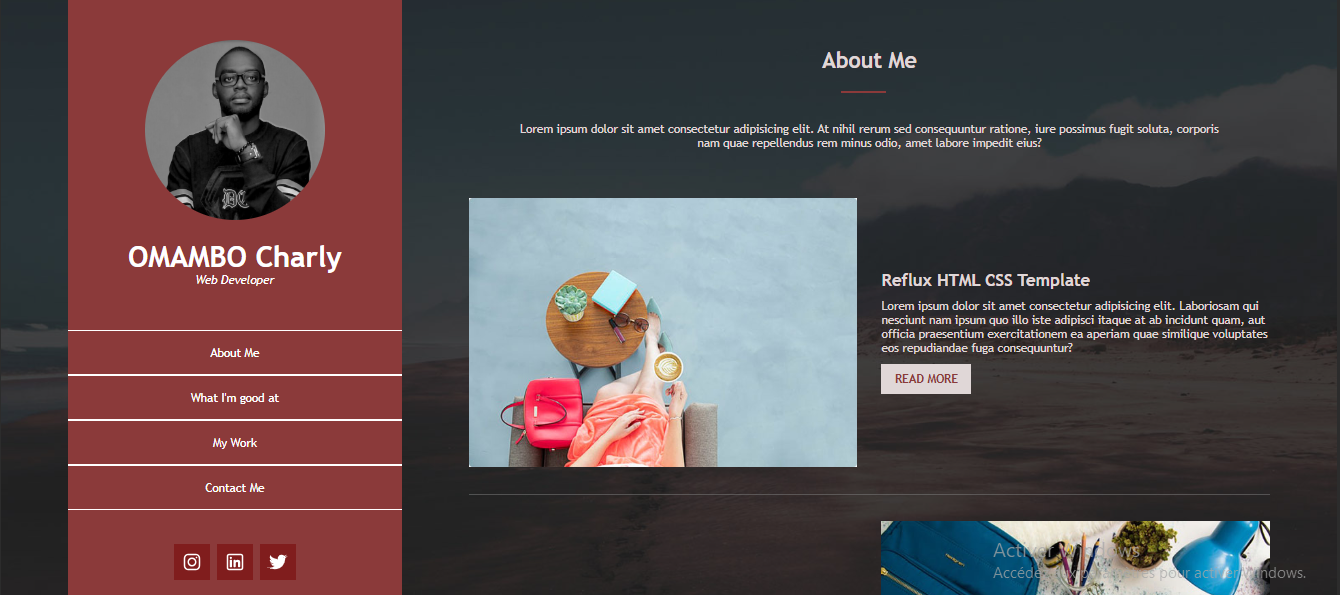 OMAMBO Charly
Web Developer
About Me
What I'm good at
My Work
Contact Me
About Me
Lorem ipsum dolor sit amet consectetur adipisicing elit. At nihil rerum sed consequuntur ratione, iure possimus fugit soluta, corporis
nam quae repellendus rem minus odio, amet labore impedit eius?
Reflux HTML CSS Template
Lorem ipsum dolor sit amet consectetur adipisicing elit. Laboriosam qui
nesciunt nam ipsum quo illo iste adipisci itaque at ab incidunt quam, aut
officia praesentium exercitationem ea aperiam quae similique voluptates
eos repudiandae fuga consequuntur?
READ MORE
Activer Windows
pour activer Windows.